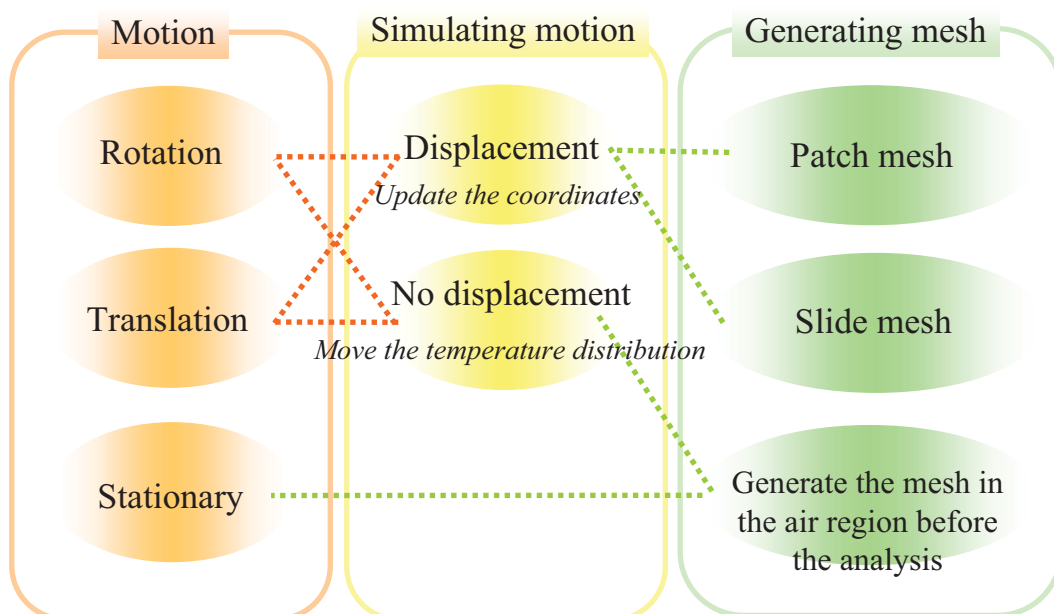 Motion
Simulating motion
Generating mesh
Rotation
Displacement
Update the coordinates
Patch mesh
Translation
No displacement
Move the temperature distribution
Slide mesh
Stationary
Generate the mesh in
the air region before
the analysis